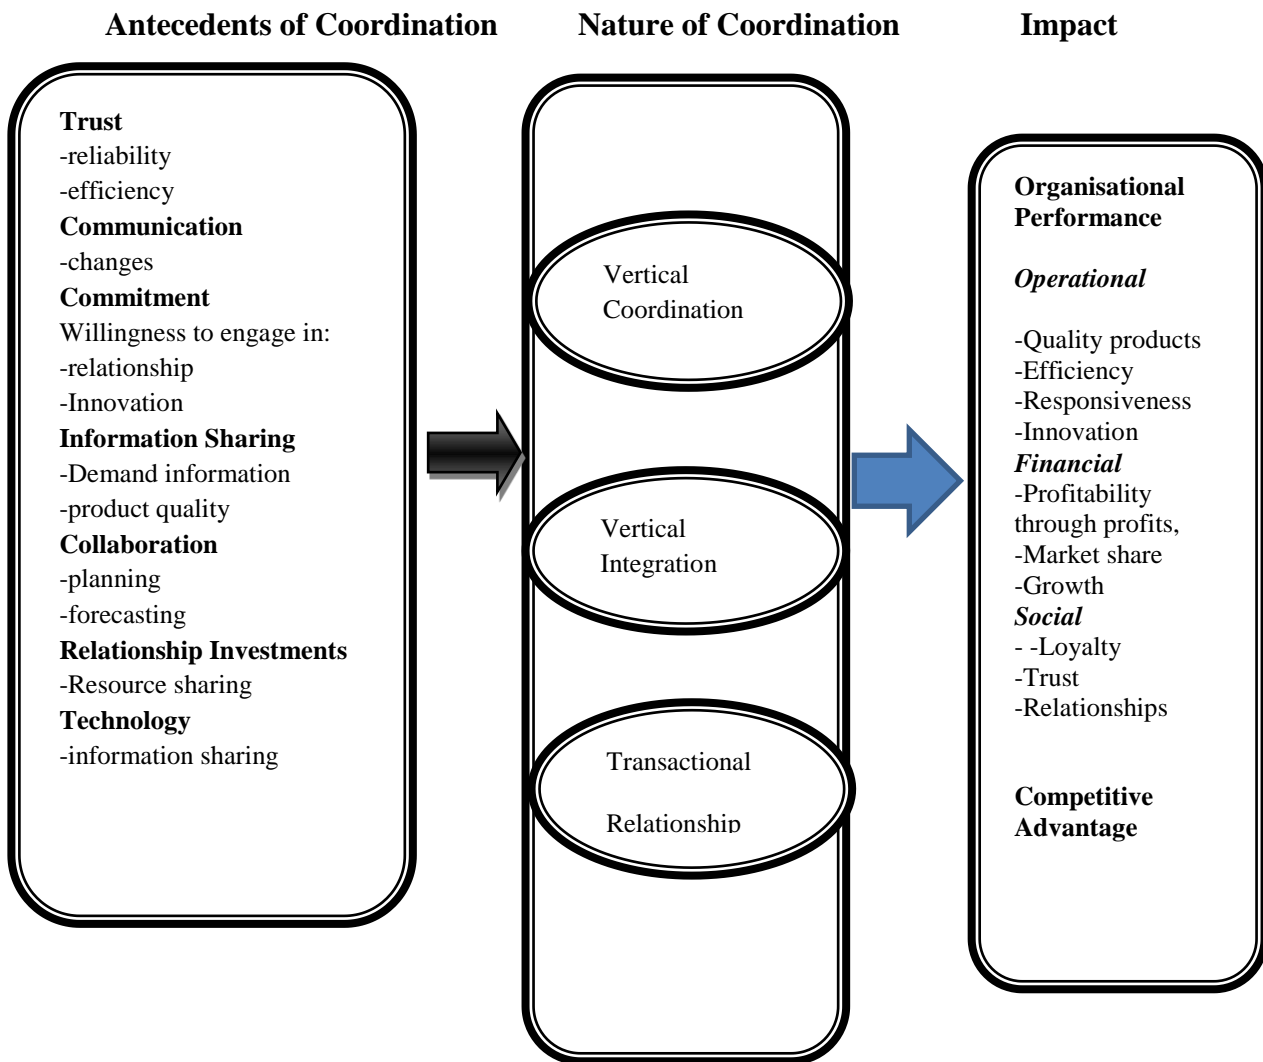 Antecedents of Coordination
Nature of Coordination
Impact
Trust
-reliability
-efficiency
Communication
-changes
Commitment
Willingness to engage in:
-relationship
-Innovation
Information Sharing
-Demand information
-product quality
Collaboration
-planning
-forecasting
Relationship Investments
-Resource sharing
Technology
-information sharing
Vertical
Coordination
Vertical
Integration
Transactional
Relationship
Organisational
Performance
Operational
-Quality products
-Efficiency
-Responsiveness
-Innovation
Financial
-Profitability
through profits,
-Market share
-Growth
Social
- -Loyalty
-Trust
-Relationships
Competitive
Advantage